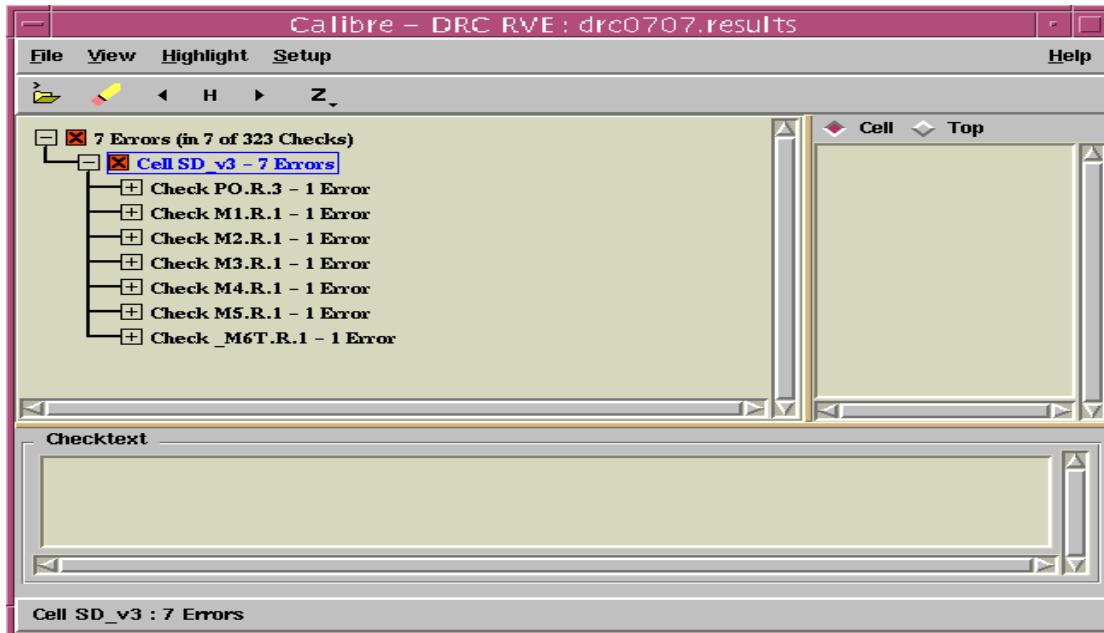 Calibre – DRC RVE : drc0707.results
File View Highlight Setup Help
H Z
Cell Top
7 Errors (in 7 of 323 Checks)
Cell SD_v3 – 7 Errors
Check PO.R.3 – 1 Error
Check M1.R.1 – 1 Error
Check M2.R.1 – 1 Error
Check M3.R.1 – 1 Error
Check M4.R.1 – 1 Error
Check M5.R.1 – 1 Error
Check _M6T.R.1 – 1 Error
Checktext
Cell SD_v3 : 7 Errors